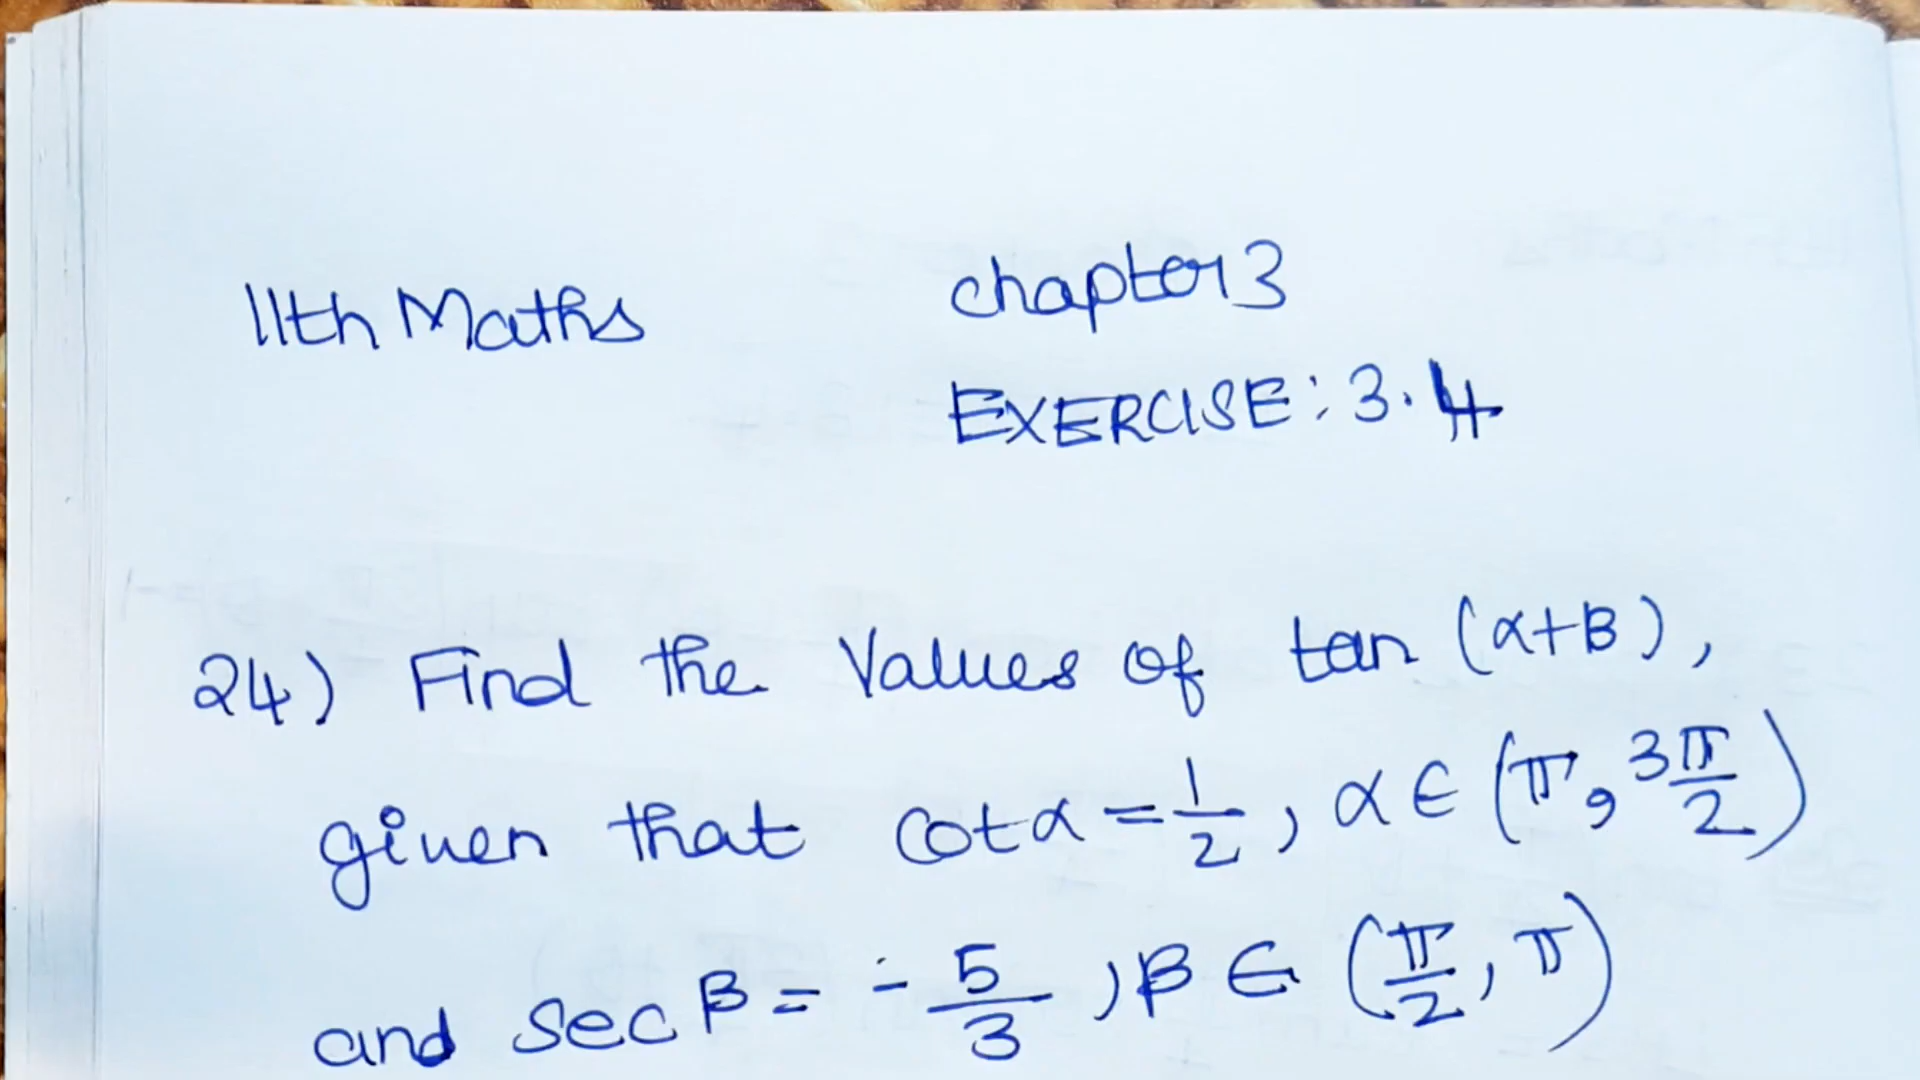 11th Maths
chapter 3
EXERCISE: 3.4
24) Find the Values of tan (α+β),
given that cot α = 1/2, α ∈ (π, 3π/2)
and sec β = -5/3, β ∈ (π/2, π)